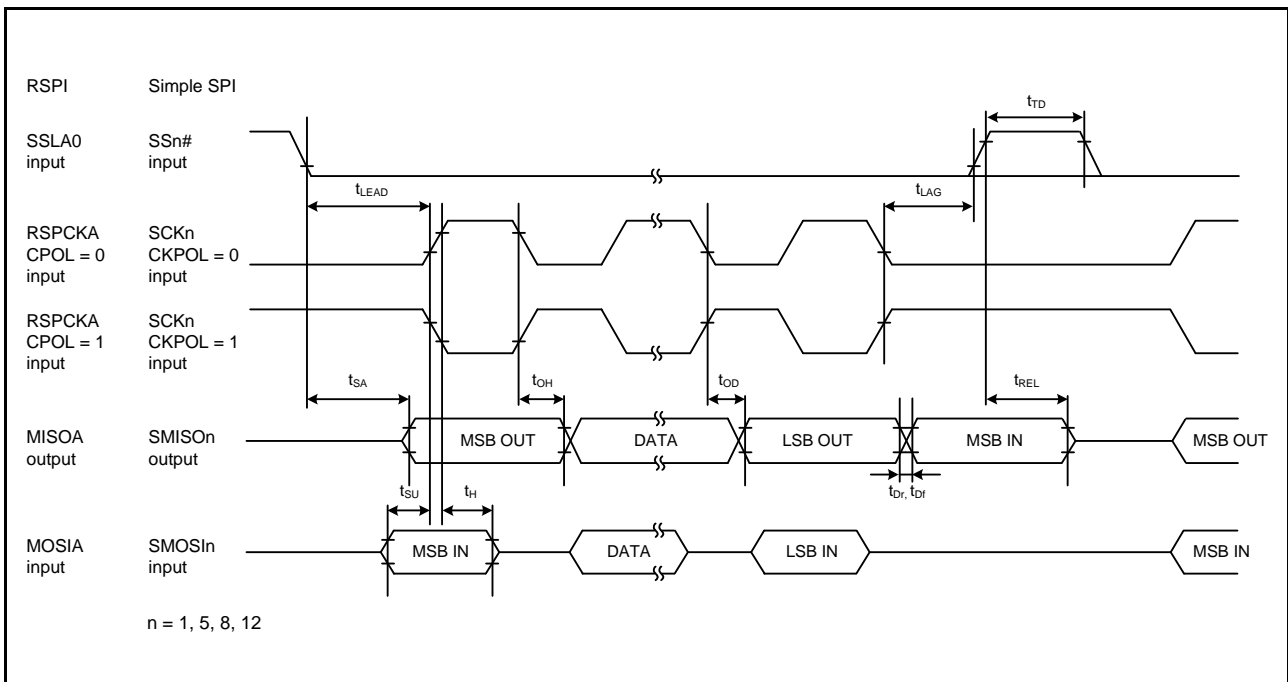 RSPI Simple SPI
tTD
SSLA0 SSn#
input input
tLEAD tLAG
RSPCKA SCKn
CPOL = 0 CKPOL = 0
input input
RSPCKA SCKn
CPOL = 1 CKPOL = 1
input input
tSA tOH tOD tREL
MISOA SMISOn
output output
MSB OUT DATA LSB OUT MSB IN MSB OUT
tSU tH tDr, tDf
MOSIA SMOSIn
input input
MSB IN DATA LSB IN MSB IN
n = 1, 5, 8, 12